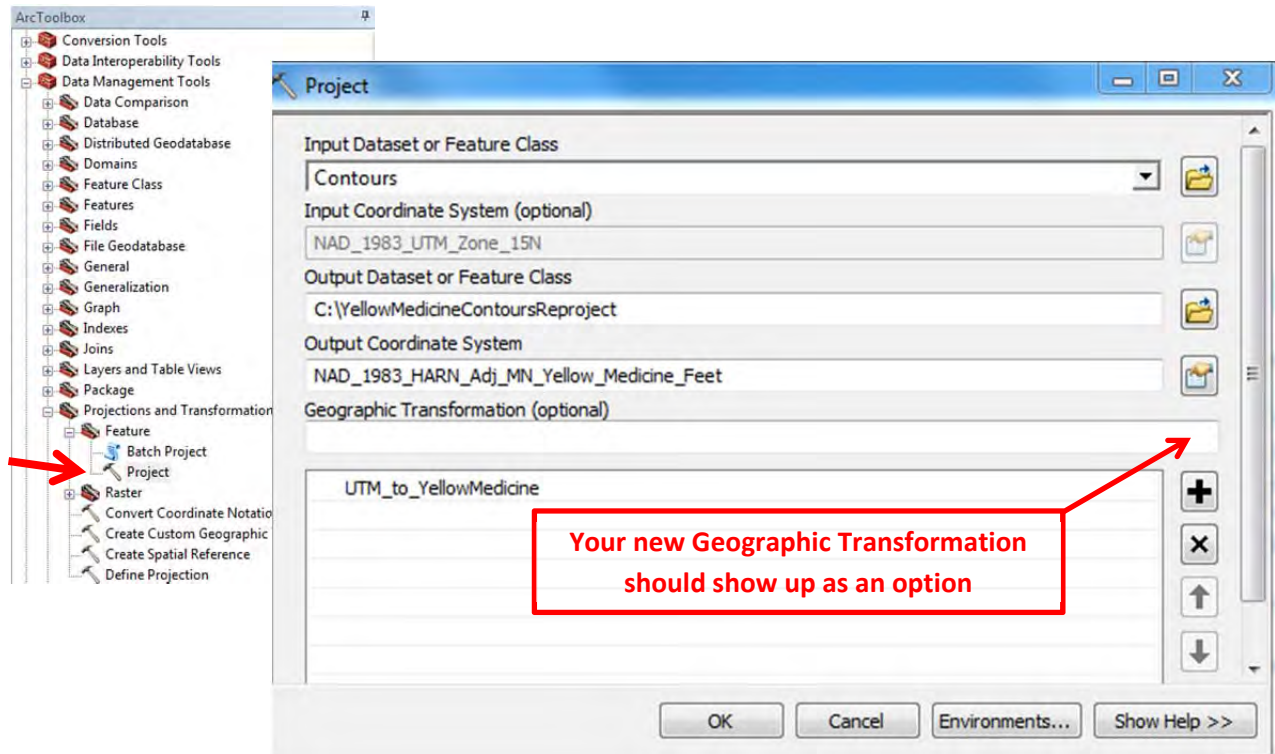 ArcToolbox
Conversion Tools
Data Interoperability Tools
Data Management Tools
Data Comparison
Database
Distributed Geodatabase
Domains
Feature Class
Features
Fields
File Geodatabase
General
Generalization
Graph
Indexes
Joins
Layers and Table Views
Package
Projections and Transformation
Feature
Batch Project
Project
Raster
Convert Coordinate Notatio
Create Custom Geographic
Create Spatial Reference
Define Projection
Project
Input Dataset or Feature Class
Contours
Input Coordinate System (optional)
NAD_1983_UTM_Zone_15N
Output Dataset or Feature Class
C:\YellowMedicineContoursReproject
Output Coordinate System
NAD_1983_HARN_Adj_MN_Yellow_Medicine_Feet
Geographic Transformation (optional)
UTM_to_YellowMedicine
Your new Geographic Transformation
should show up as an option
OK
Cancel
Environments...
Show Help >>